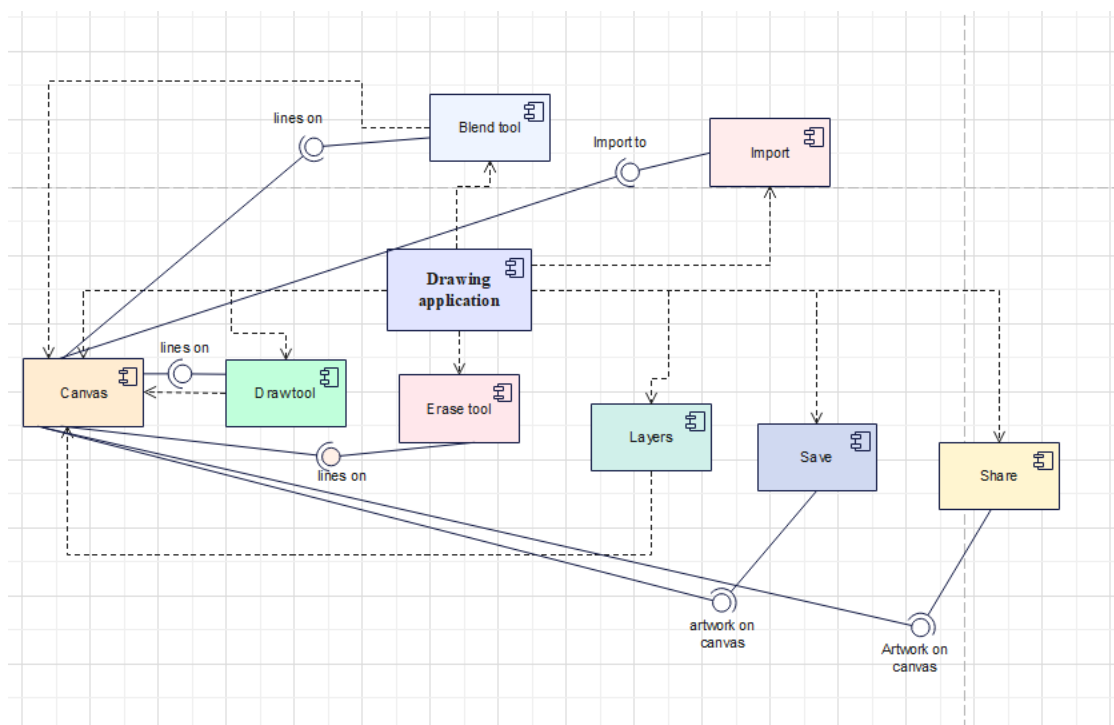 Blend tool
lines on
Import to
Import
Drawing
application
lines on
Canvas
Drawtool
Erase tool
Layers
Save
lines on
Share
artwork on
canvas
Artwork on
canvas